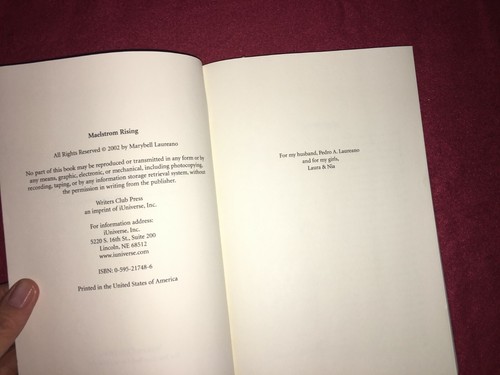 Maelstrom Rising
All Rights Reserved © 2002 by Marybell Laureano
No part of this book may be reproduced or transmitted in any form or by
any means, graphic, electronic, or mechanical, including photocopying,
recording, taping, or by any information storage retrieval system, without
the permission in writing from the publisher.
Writers Club Press
an imprint of iUniverse, Inc.
For information address:
iUniverse, Inc.
5220 S. 16th St., Suite 200
Lincoln, NE 68512
www.iuniverse.com
ISBN: 0-595-21748-6
Printed in the United States of America
For my husband, Pedro A. Laureano
and for my girls,
Laura & Nia